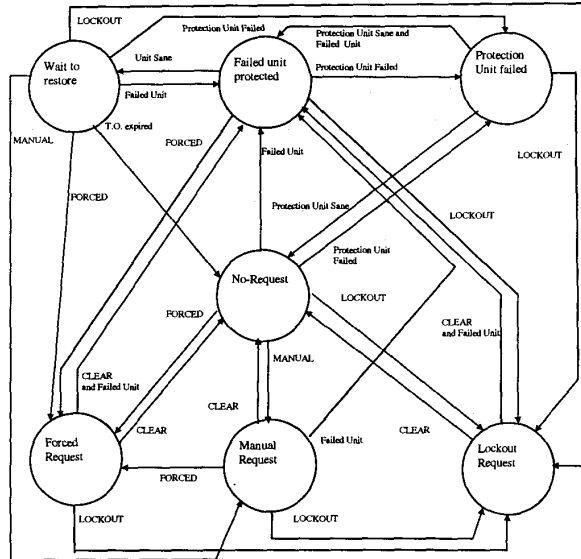 LOCKOUT
Protection Unit Failed
Protection Unit Sane and
Failed Unit
Wait to
restore
Unit Sane
Failed unit
protected
Protection
Unit failed
Protection Unit Failed
Failed Unit
T.O. expired
MANUAL
FORCED
Failed Unit
LOCKOUT
FORCED
Protection Unit Sane
LOCKOUT
Protection Unit
Failed
No-Request
LOCKOUT
FORCED
CLEAR
and Failed Unit
MANUAL
CLEAR
and Failed Unit
CLEAR
CLEAR
Failed Unit
CLEAR
Forced
Request
Manual
Request
Lockout
Request
FORCED
LOCKOUT
LOCKOUT